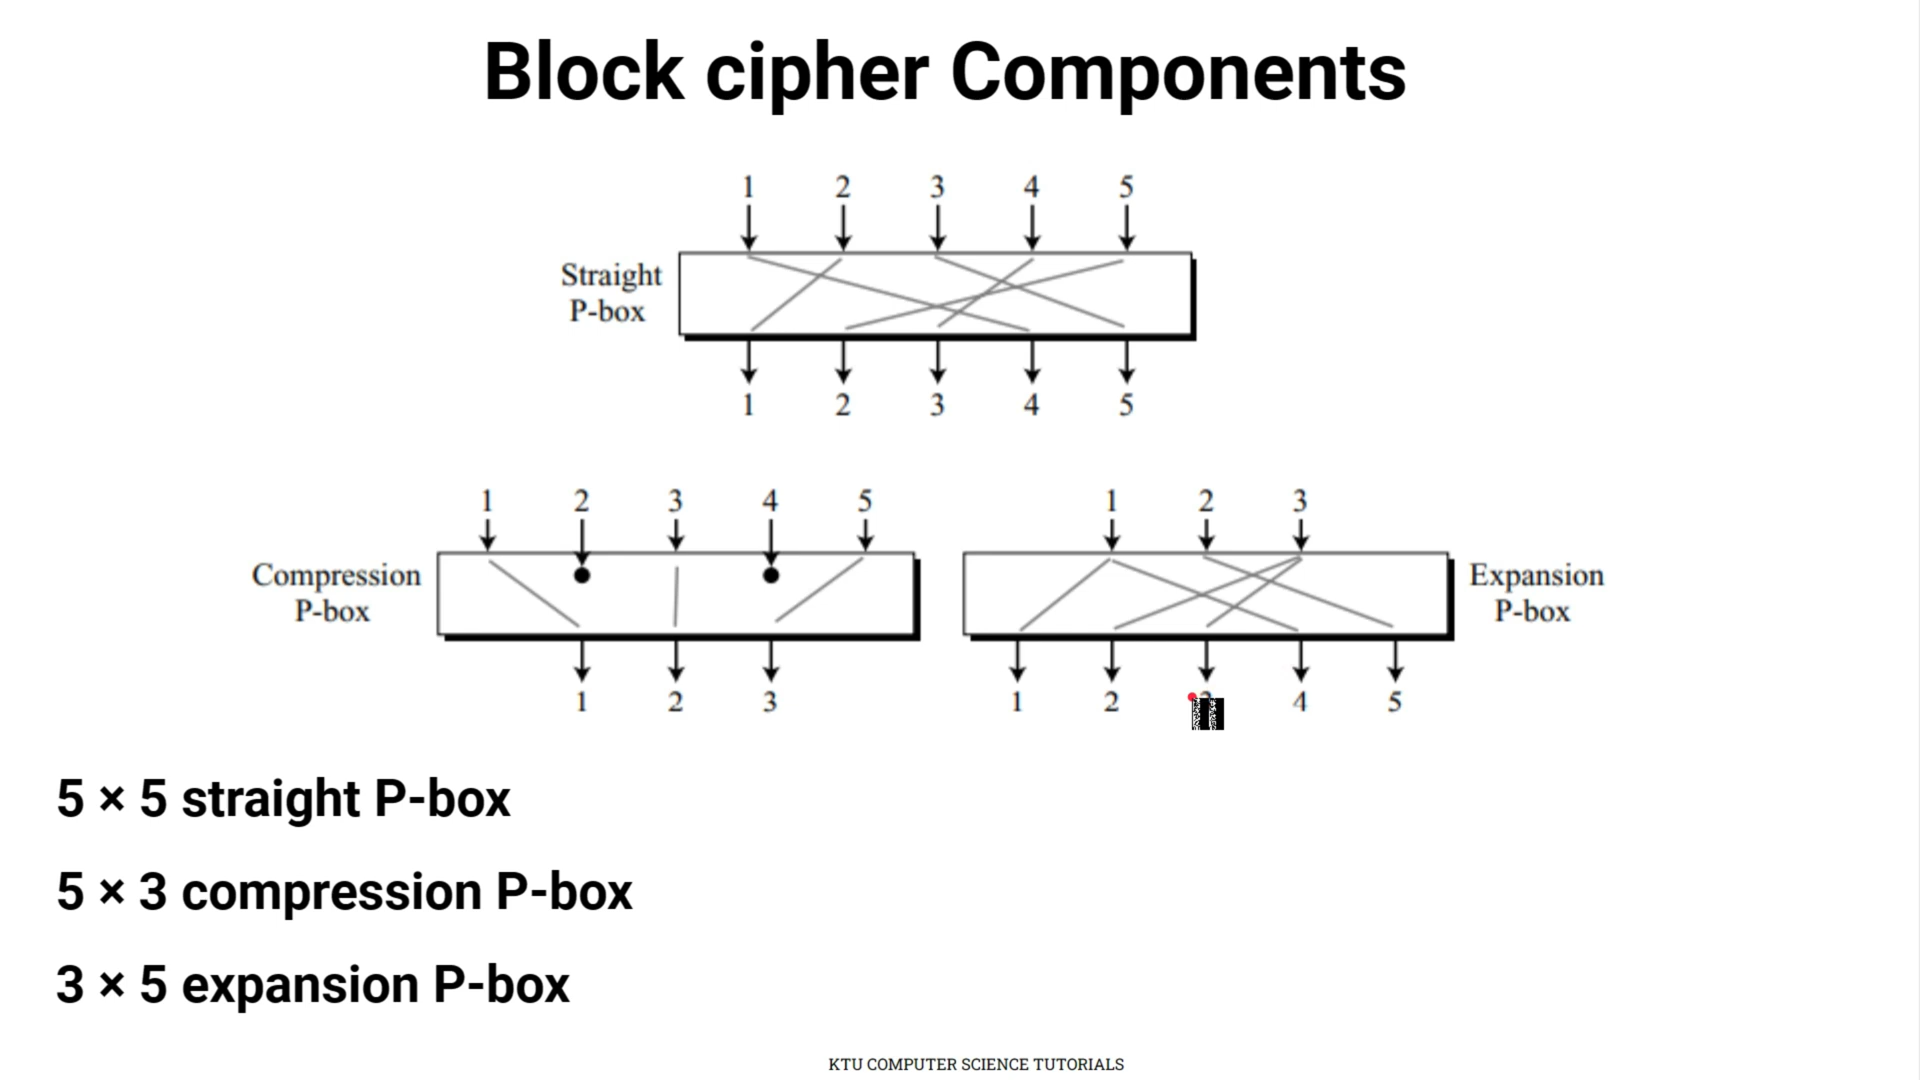 Block cipher Components
1 2 3 4 5
Straight
P-box
1 2 3 4 5
1 2 3 4 5
1 2 3
Compression
P-box
Expansion
P-box
1 2 3
1 2 4 5
5 × 5 straight P-box
5 × 3 compression P-box
3 × 5 expansion P-box
KTU COMPUTER SCIENCE TUTORIALS